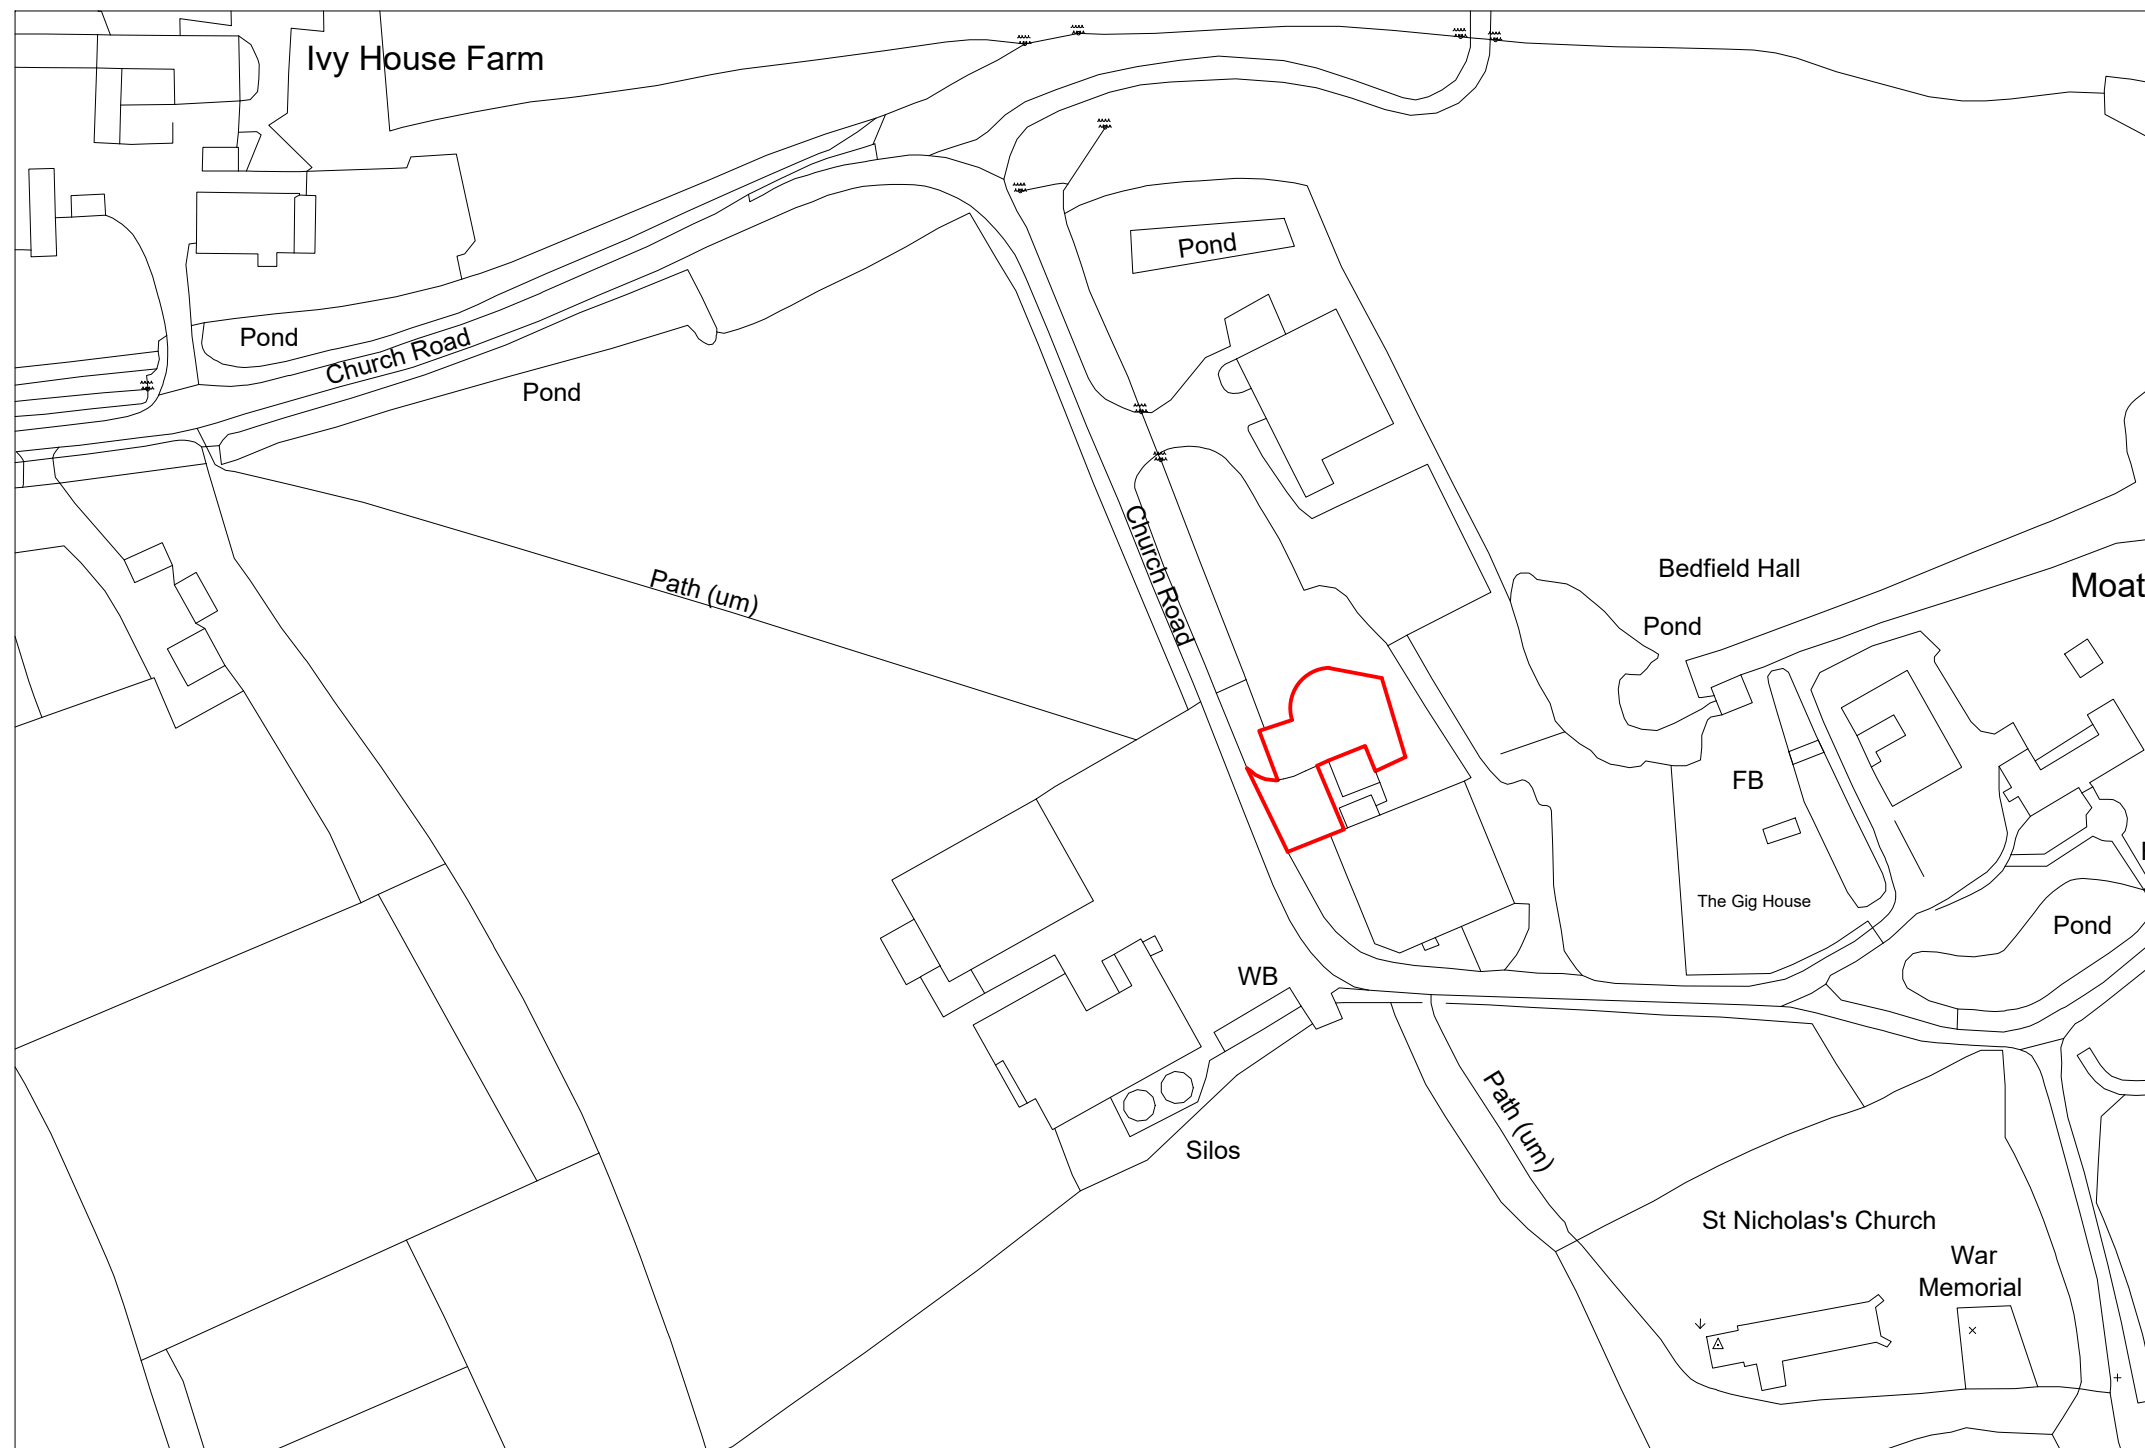 Ivy House Farm
Pond
Pond
Church Road
Pond
Church Road
Bedfield Hall
Path (um)
Moat
Pond
FB
The Gig House
Pond
WB
Path (um)
Silos
St Nicholas's Church
War
Memorial